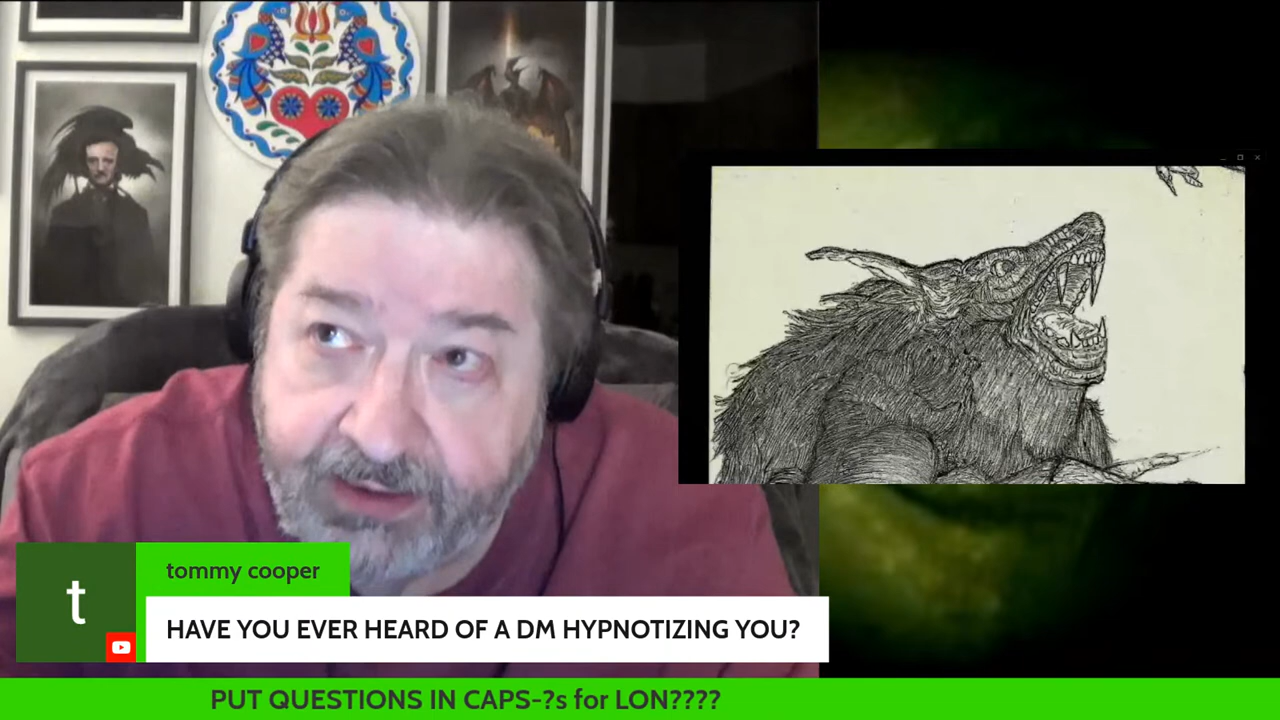 t
tommy cooper
HAVE YOU EVER HEARD OF A DM HYPNOTIZING YOU?
PUT QUESTIONS IN CAPS-?s for LON????